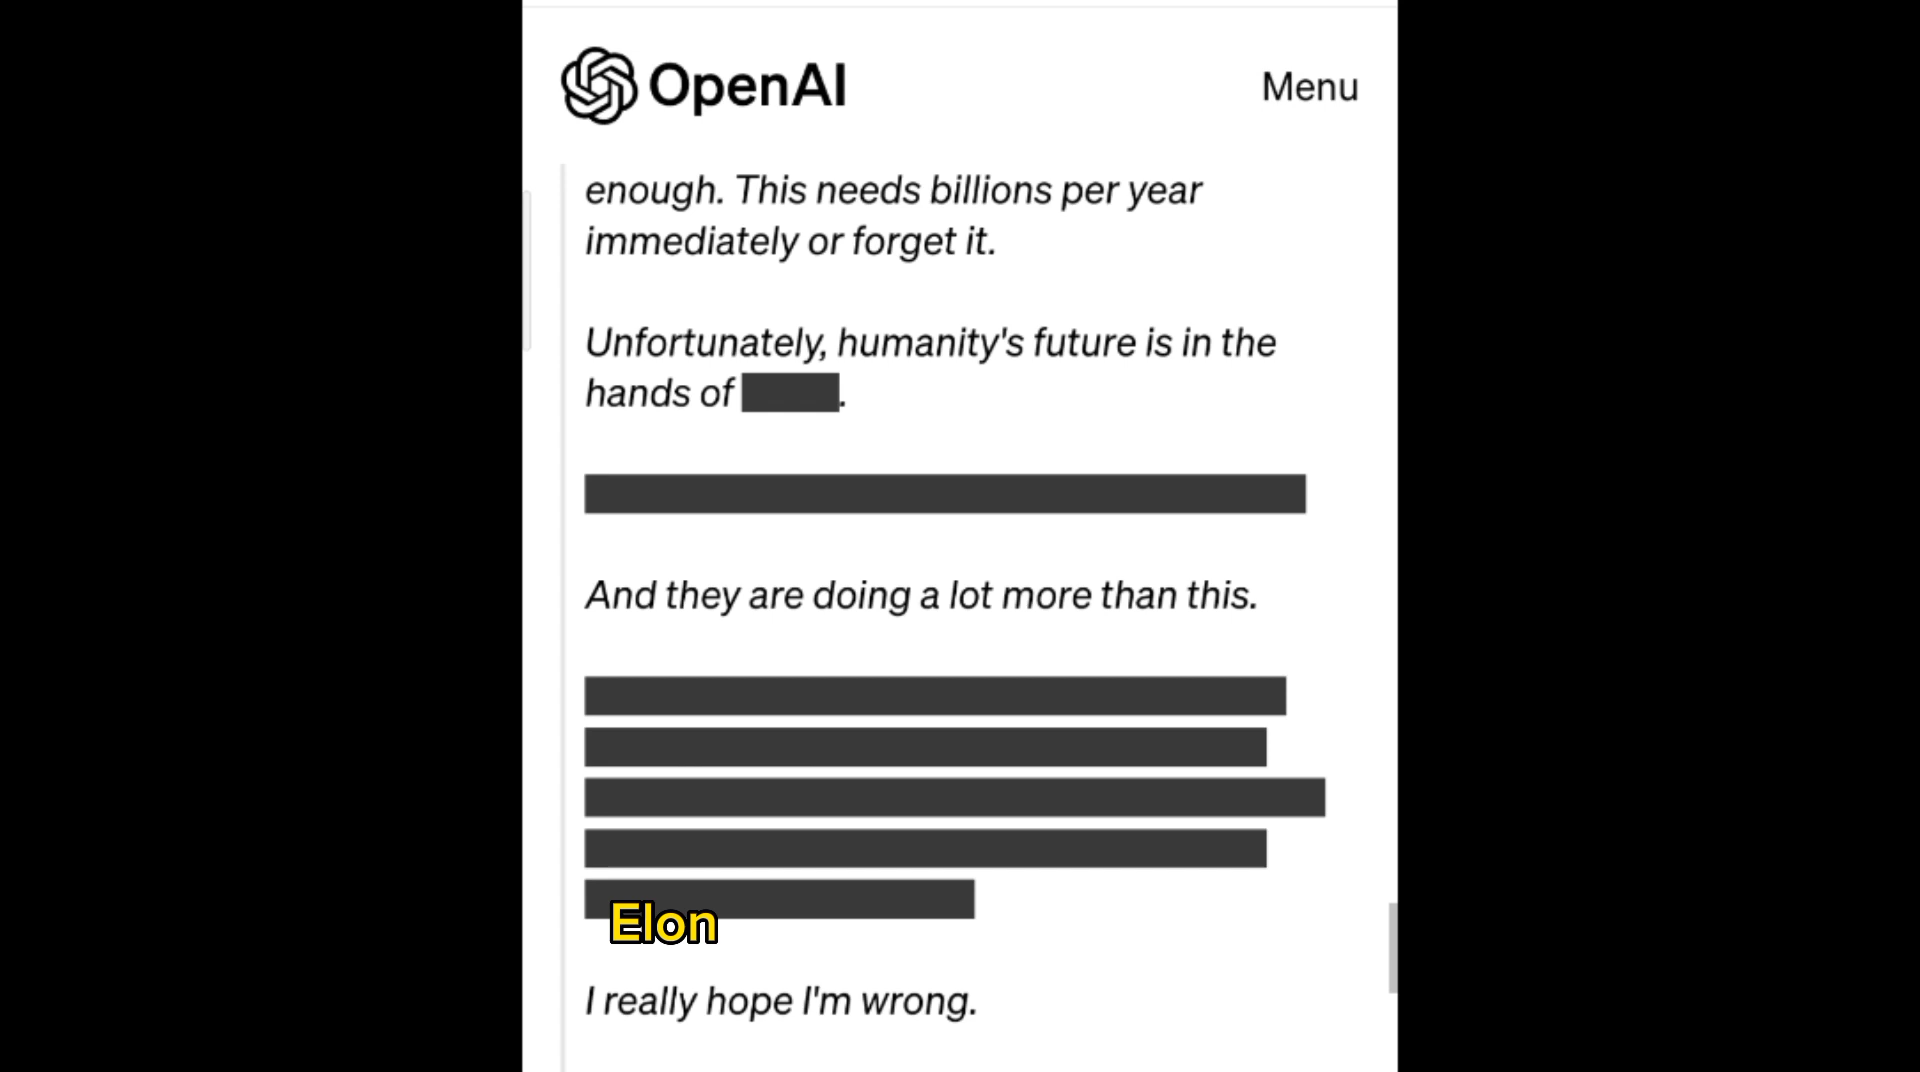 OpenAI
Menu
enough. This needs billions per year
immediately or forget it.
Unfortunately, humanity's future is in the
hands of .
And they are doing a lot more than this.
Elon
I really hope I'm wrong.